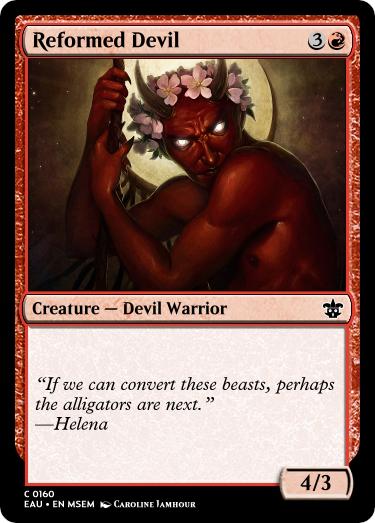 Reformed Devil 3
Creature — Devil Warrior
“If we can convert these beasts, perhaps
the alligators are next.”
—Helena
4/3
C 0160
EAU • EN MSEM Caroline Jamhour